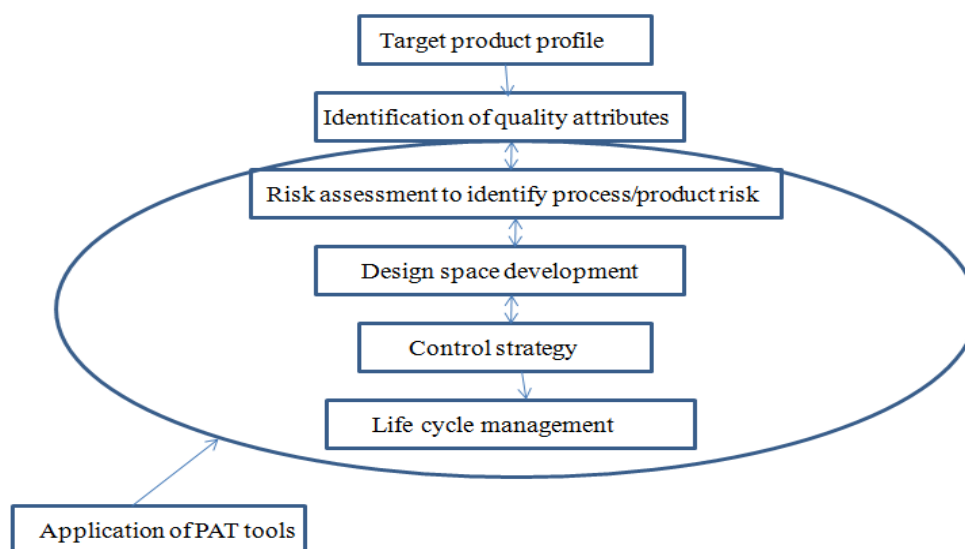 Target product profile
Identification of quality attributes
Risk assessment to identify process/product risk
Design space development
Control strategy
Life cycle management
Application of PAT tools